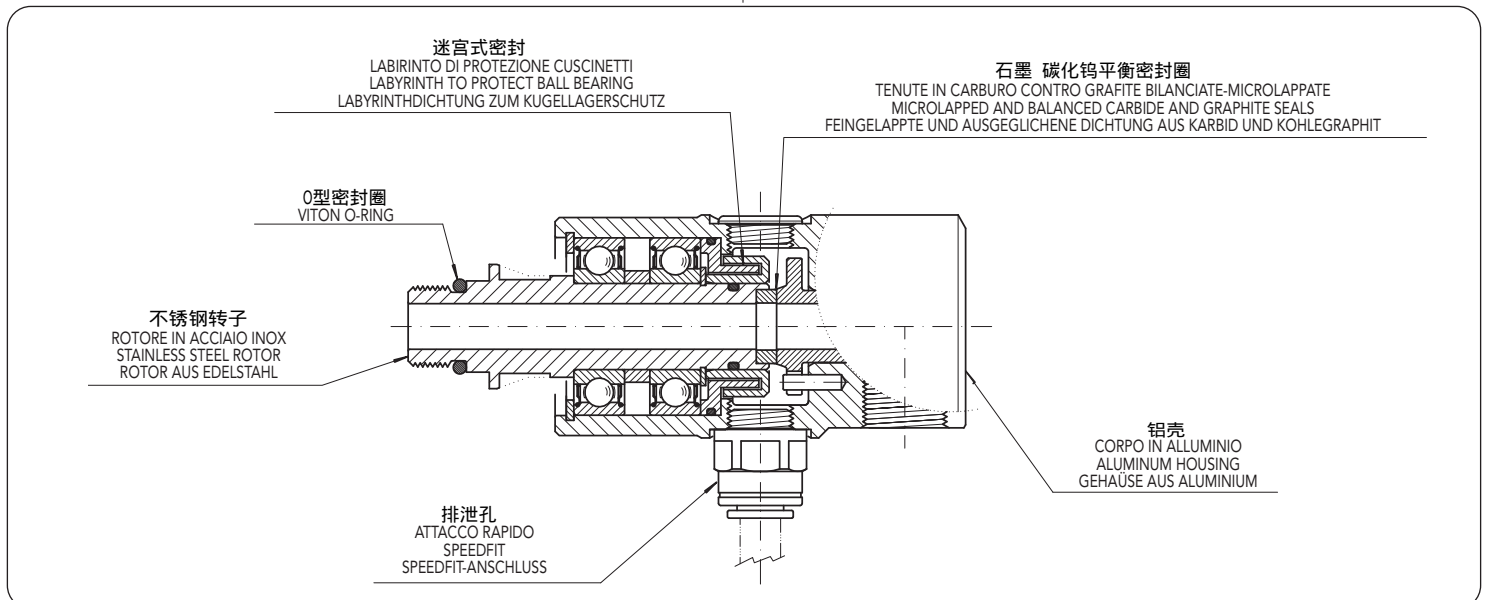 迷宫式密封
LABIRINTO DI PROTEZIONE CUSCINETTI
LABYRINTH TO PROTECT BALL BEARING
LABYRINTHDICHTUNG ZUM KUGELLAGERSCHUTZ
石墨 碳化钨平衡密封圈
TENUTE IN CARBURO CONTRO GRAFITE BILANCIATE-MICROLAPPATE
MICROLAPPED AND BALANCED CARBIDE AND GRAPHITE SEALS
FEINGELAPPTE UND AUSGEGLICHENE DICHTUNG AUS KARBID UND KOHLEGRAPHIT
O型密封圈
VITON O-RING
不锈钢转子
ROTORE IN ACCIAIO INOX
STAINLESS STEEL ROTOR
ROTOR AUS EDELSTAHL
铝壳
CORPO IN ALLUMINIO
ALUMINUM HOUSING
GEHAÜSE AUS ALUMINIUM
排泄孔
ATTACCO RAPIDO
SPEEDFIT
SPEEDFIT-ANSCHLUSS